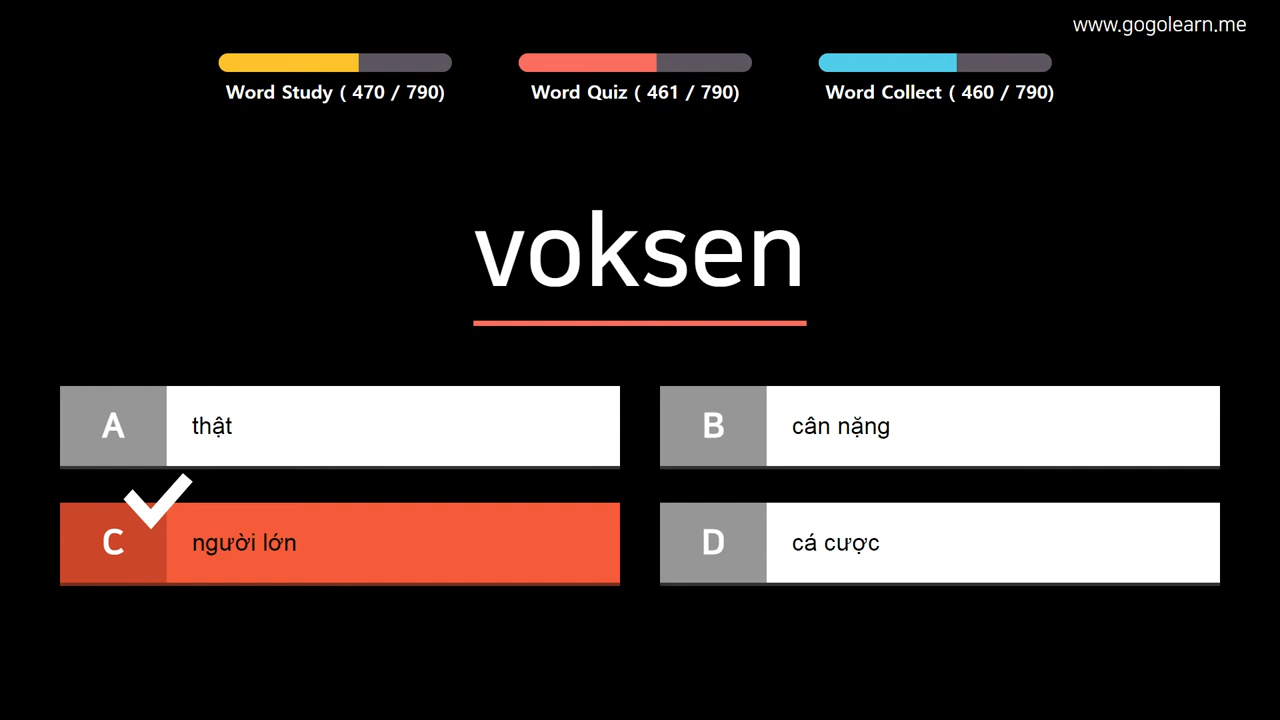 www.gogolearn.me
Word Study ( 470 / 790)
Word Quiz ( 461 / 790)
Word Collect ( 460 / 790)
voksen
A thật
B cân nặng
C người lớn
D cá cược